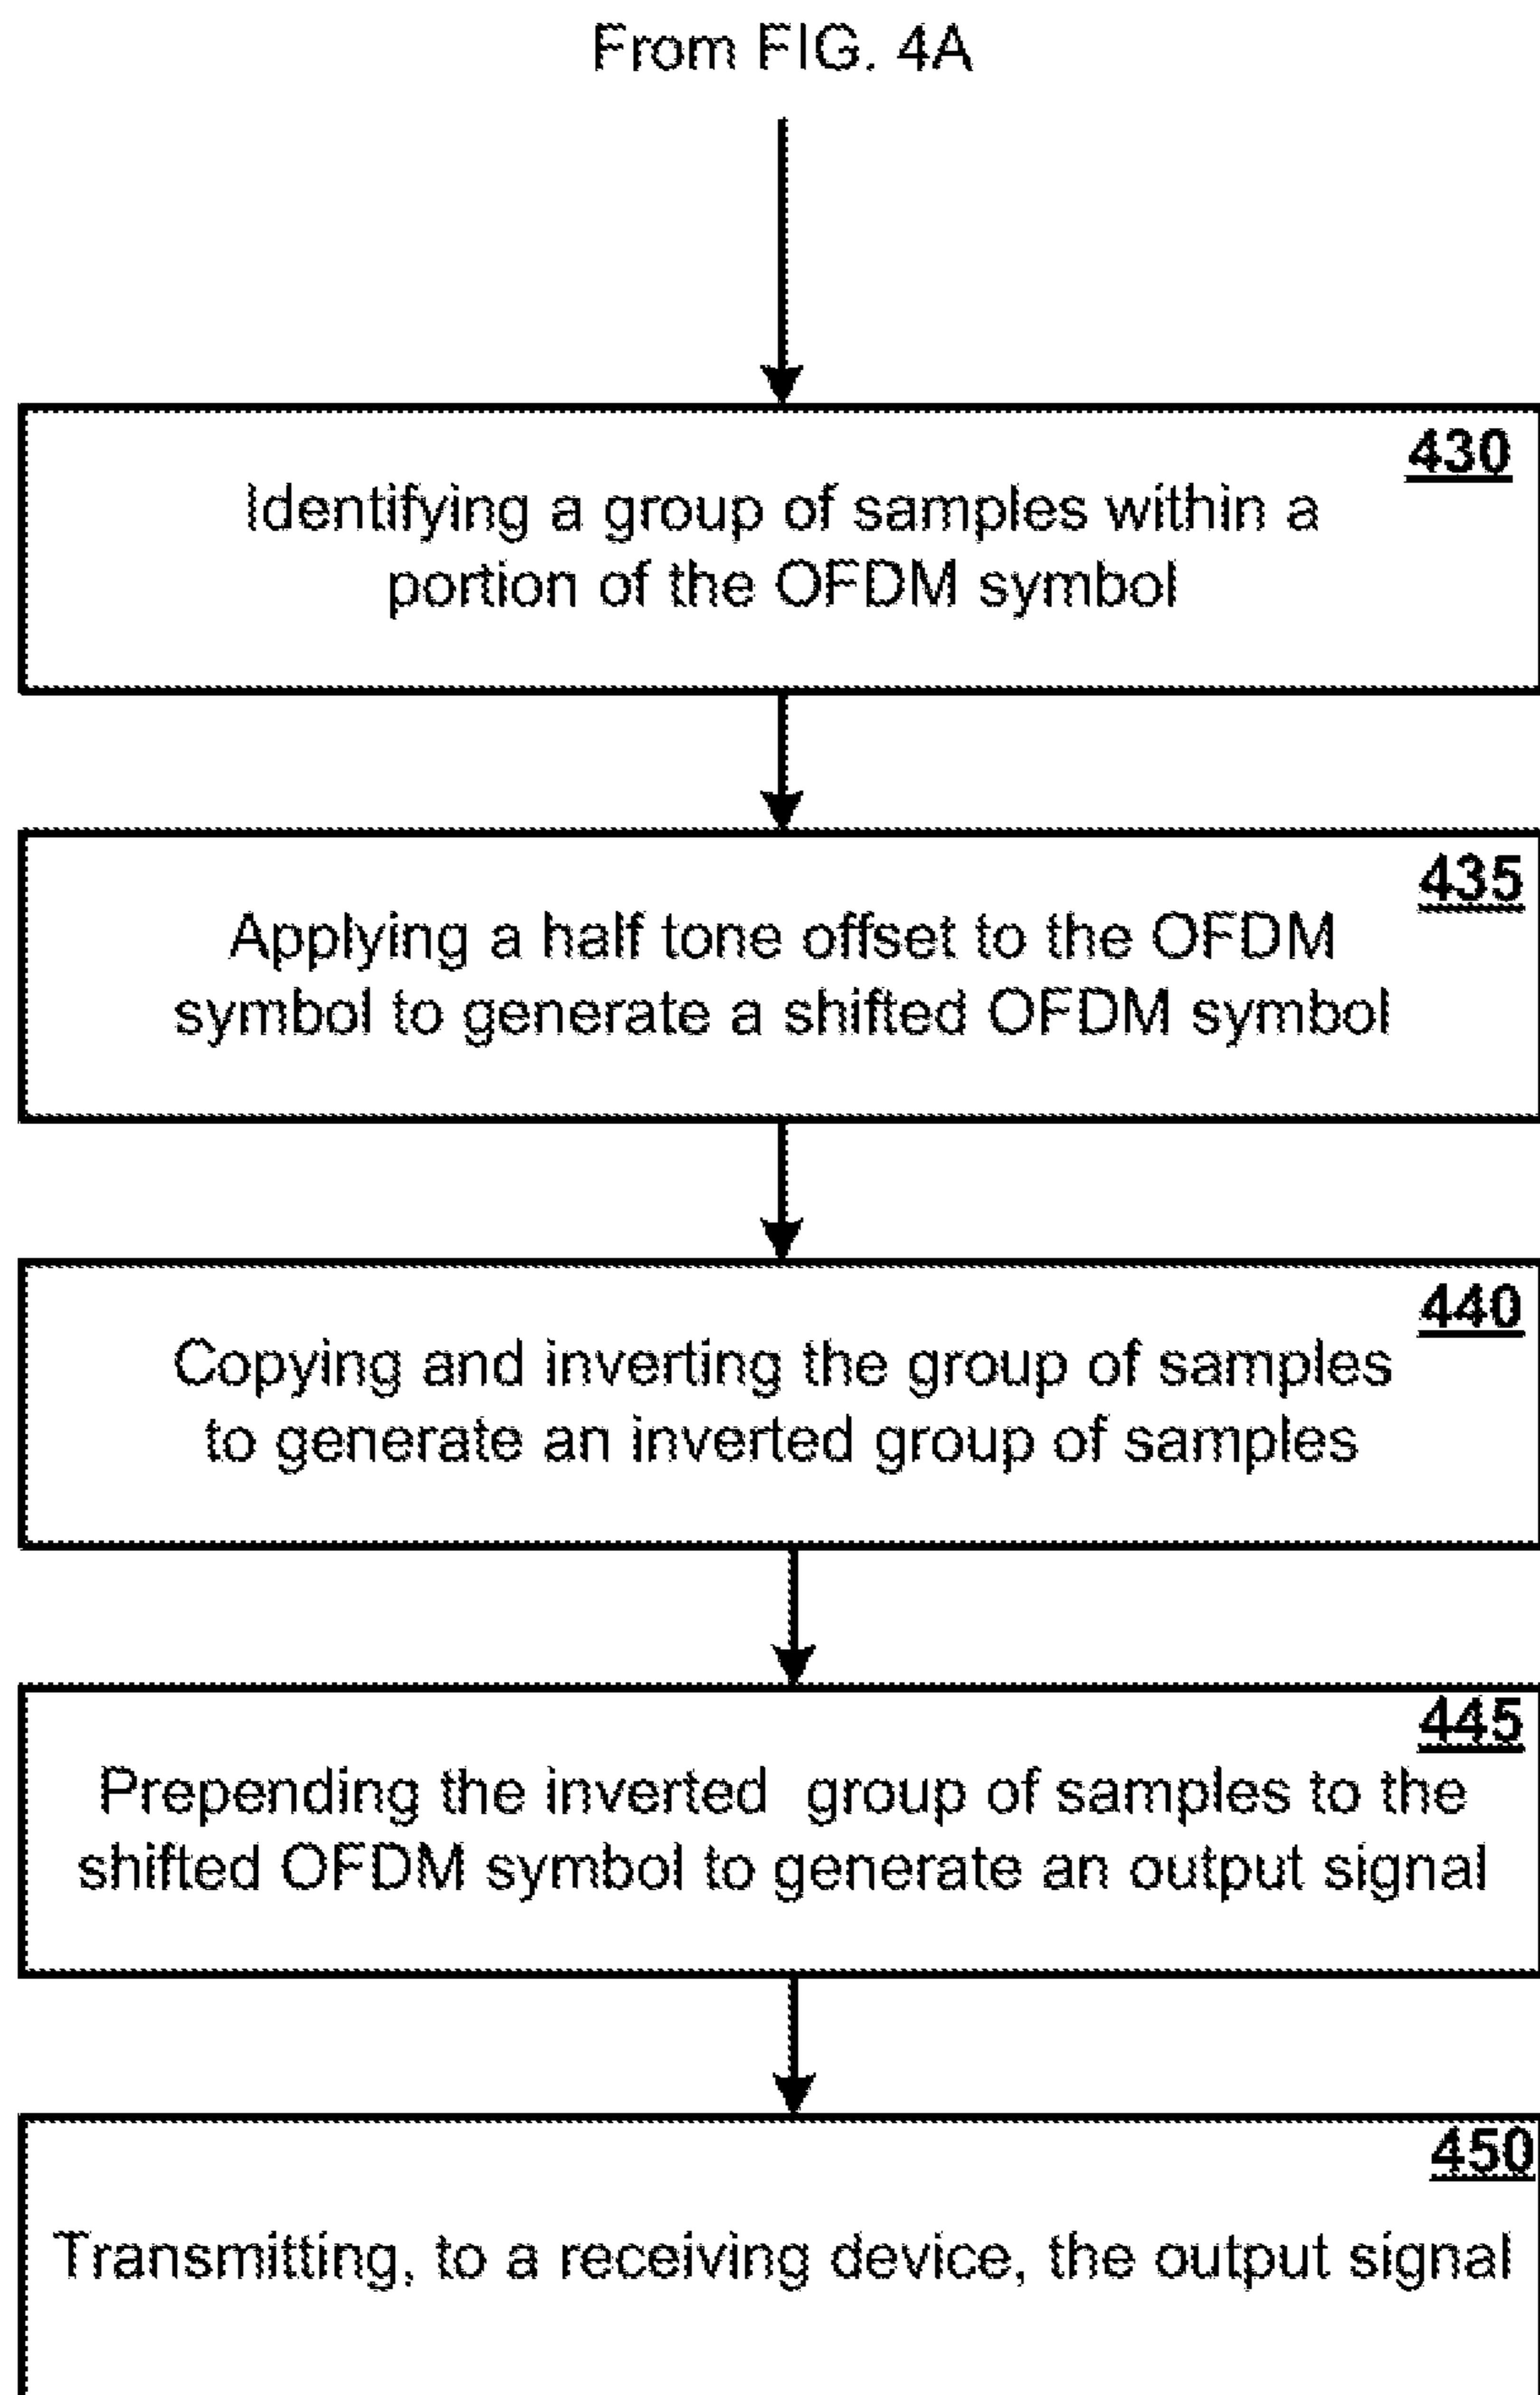 From FIG. 4A
430
Identifying a group of samples within a
portion of the OFDM symbol
435
Applying a half tone offset to the OFDM
symbol to generate a shifted OFDM symbol
440
Copying and inverting the group of samples
to generate an inverted group of samples
445
Prepending the inverted group of samples to the
shifted OFDM symbol to generate an output signal
450
Transmitting, to a receiving device, the output signal